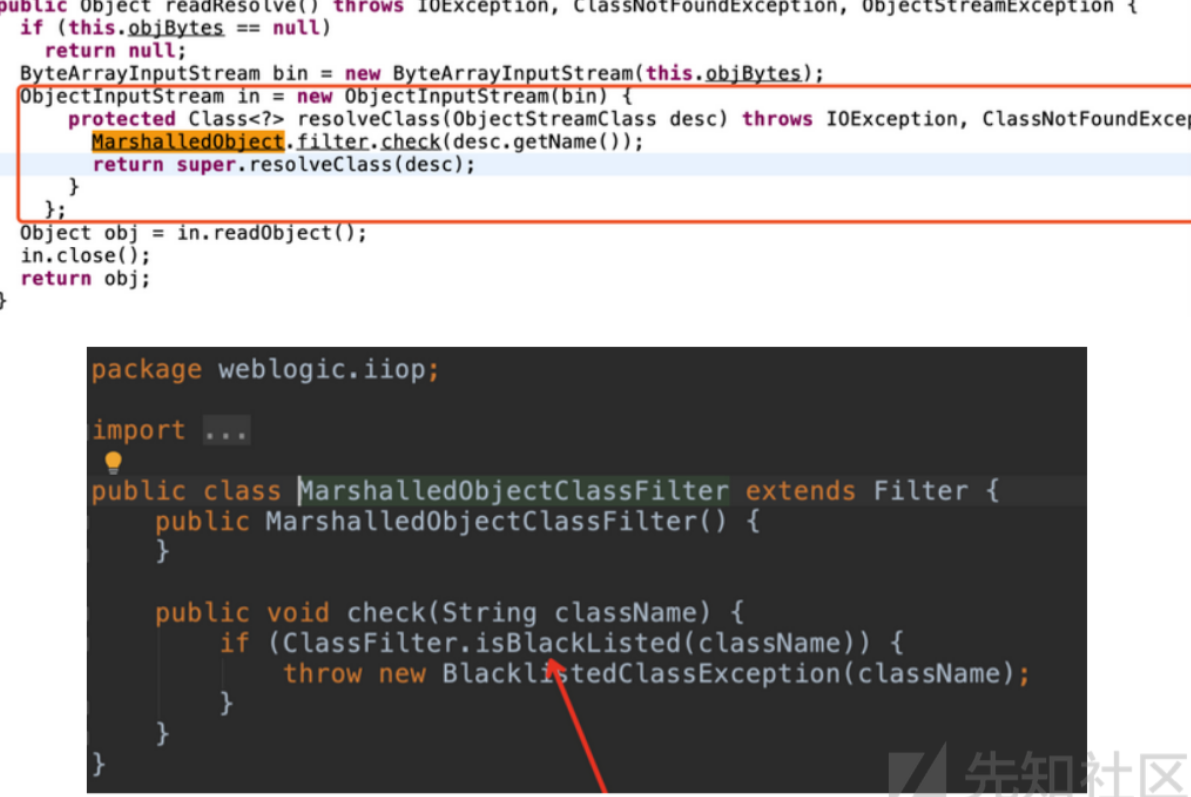 public Object readResolve() throws IOException, ClassNotFoundException, ObjectStreamException {
if (this.objBytes == null)
return null;
ByteArrayInputStream bin = new ByteArrayInputStream(this.objBytes);
ObjectInputStream in = new ObjectInputStream(bin) {
protected Class<?> resolveClass(ObjectStreamClass desc) throws IOException, ClassNotFoundExcep
MarshalledObject.filter.check(desc.getName());
return super.resolveClass(desc);
}
};
Object obj = in.readObject();
in.close();
return obj;
}
package weblogic.iiop;
import ...
public class MarshalledObjectClassFilter extends Filter {
public MarshalledObjectClassFilter() {
}
public void check(String className) {
if (ClassFilter.isBlackListed(className)) {
throw new BlacklistedClassException(className);
}
}
}
先知社区